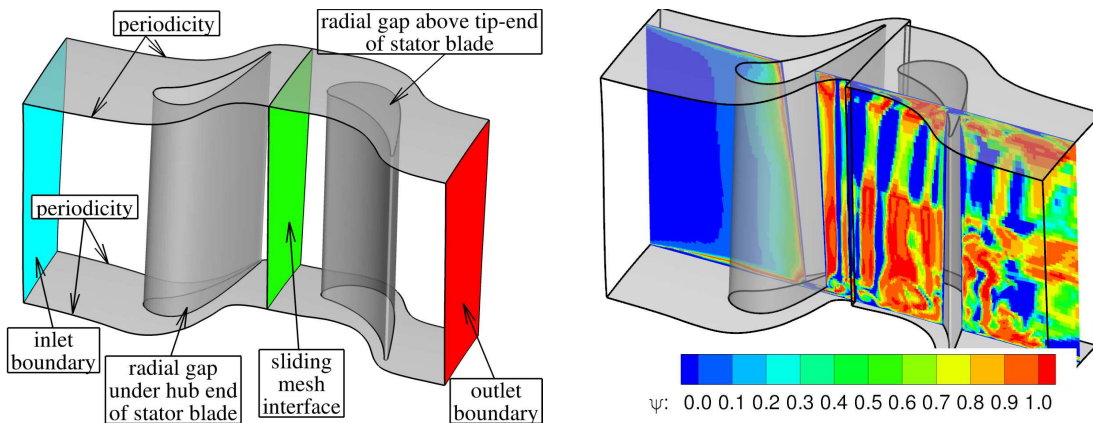 periodicity
radial gap above tip-end
of stator blade
periodicity
inlet
boundary
radial gap
under hub end
of stator blade
sliding
mesh
interface
outlet
boundary
ψ: 0.0 0.1 0.2 0.3 0.4 0.5 0.6 0.7 0.8 0.9 1.0